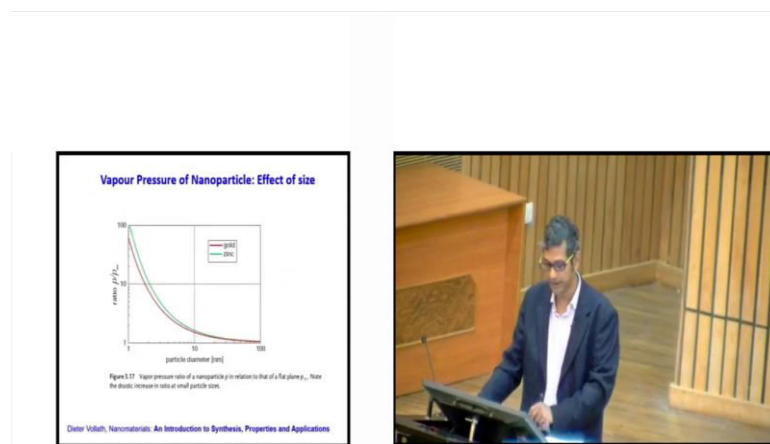 Vapour Pressure of Nanoparticle: Effect of size
100
gold
zinc
ratio p/p∞
10
1
1 10 100
particle diameter [nm]
Figure 5.17 Vapor pressure ratio of a nanoparticle p in relation to that of a flat plane p∞. Note
the drastic increase in ratio at small particle sizes.
Dieter Vollath, Nanomaterials: An Introduction to Synthesis, Properties and Applications